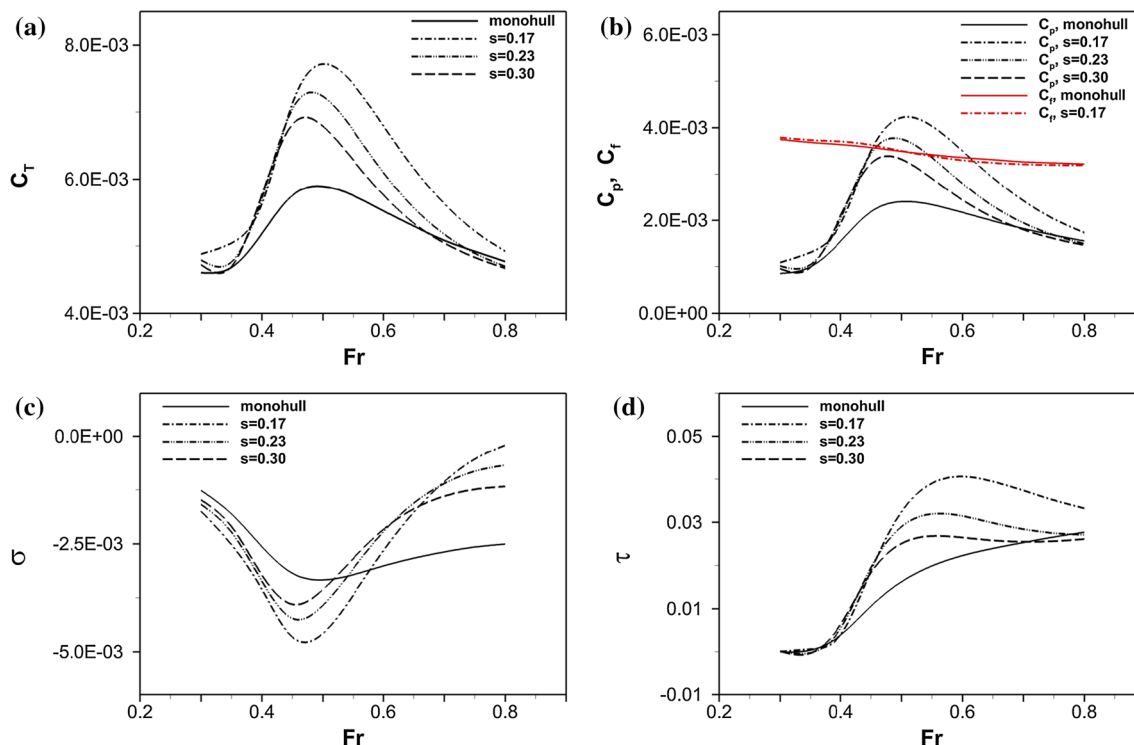 (a)
monohull
s=0.17
s=0.23
s=0.30
8.0E-03
6.0E-03
4.0E-03
C_T
0.2
0.4
0.6
0.8
Fr
(b)
C_p, monohull
C_p, s=0.17
C_p, s=0.23
C_p, s=0.30
C_f, monohull
C_f, s=0.17
6.0E-03
4.0E-03
2.0E-03
0.0E+00
C_p, C_f
0.2
0.4
0.6
0.8
Fr
(c)
monohull
s=0.17
s=0.23
s=0.30
0.0E+00
-2.5E-03
-5.0E-03
σ
0.2
0.4
0.6
0.8
Fr
(d)
monohull
s=0.17
s=0.23
s=0.30
0.05
0.03
0.01
-0.01
τ
0.2
0.4
0.6
0.8
Fr